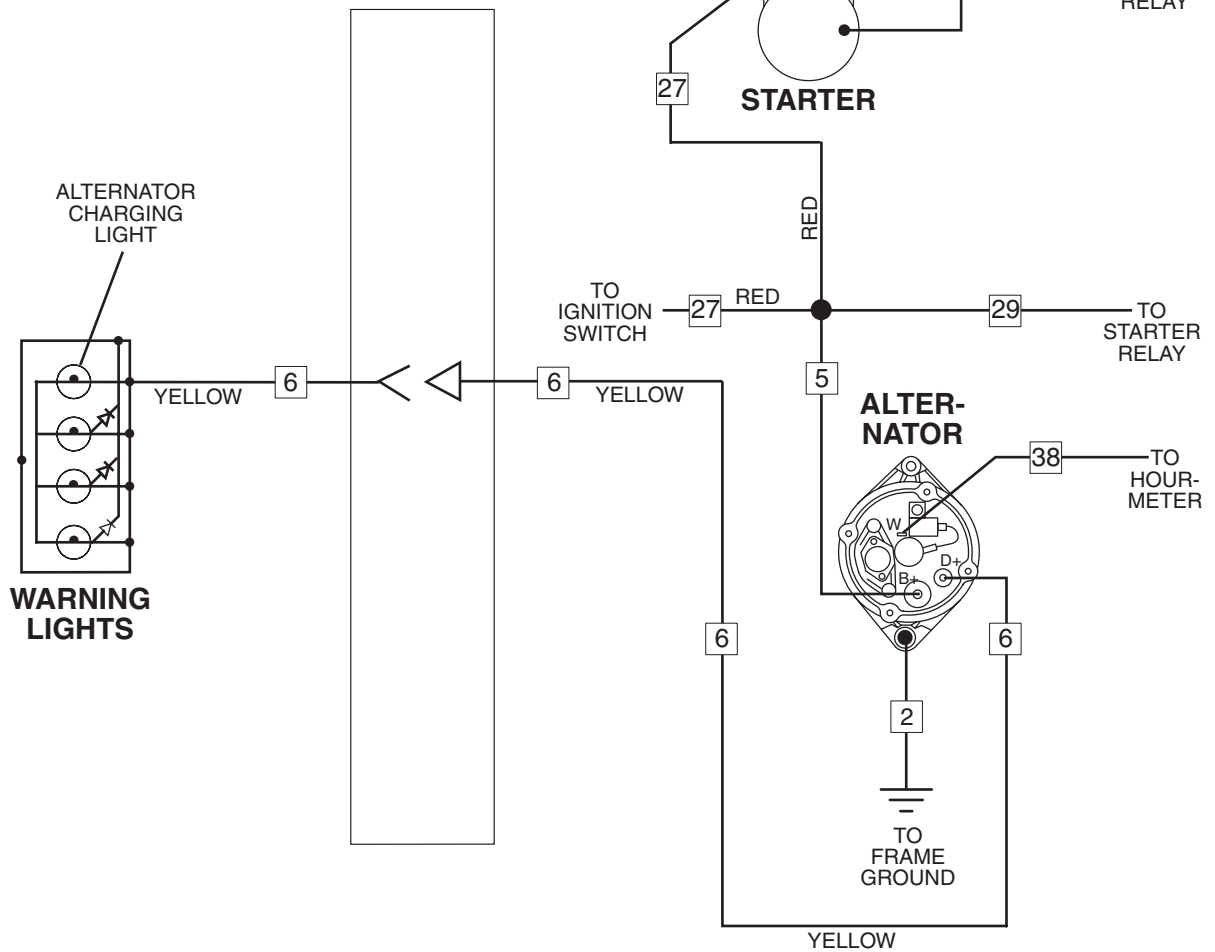 RELAY
27
STARTER
ALTERNATOR
CHARGING
LIGHT
RED
TO
IGNITION
SWITCH
27
RED
29
TO
STARTER
RELAY
YELLOW
6
6
YELLOW
5
ALTER-
NATOR
38
TO
HOUR-
METER
W
D+
B+
WARNING
LIGHTS
6
6
2
TO
FRAME
GROUND
YELLOW